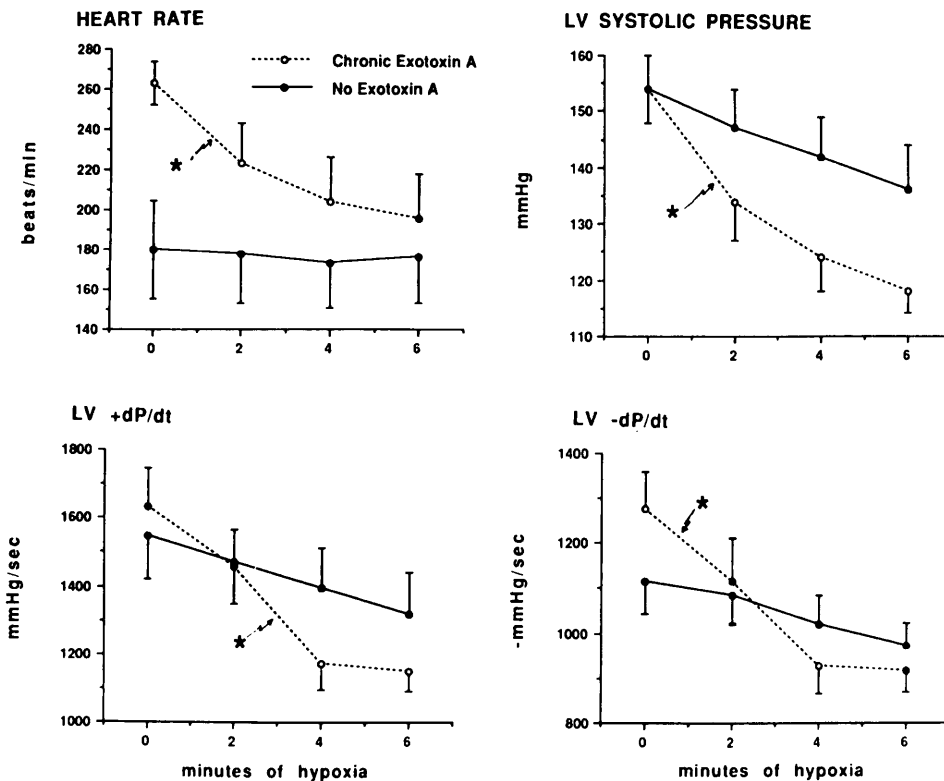 HEART RATE
280
260
240
220
200
180
160
140
beats/min
0 2 4 6
Chronic Exotoxin A
No Exotoxin A
★
LV SYSTOLIC PRESSURE
160
150
140
130
120
110
mmHg
0 2 4 6
★
LV +dP/dt
1800
1600
1400
1200
1000
mmHg/sec
0 2 4 6
minutes of hypoxia
★
LV -dP/dt
1400
1200
1000
800
-mmHg/sec
0 2 4 6
minutes of hypoxia
★